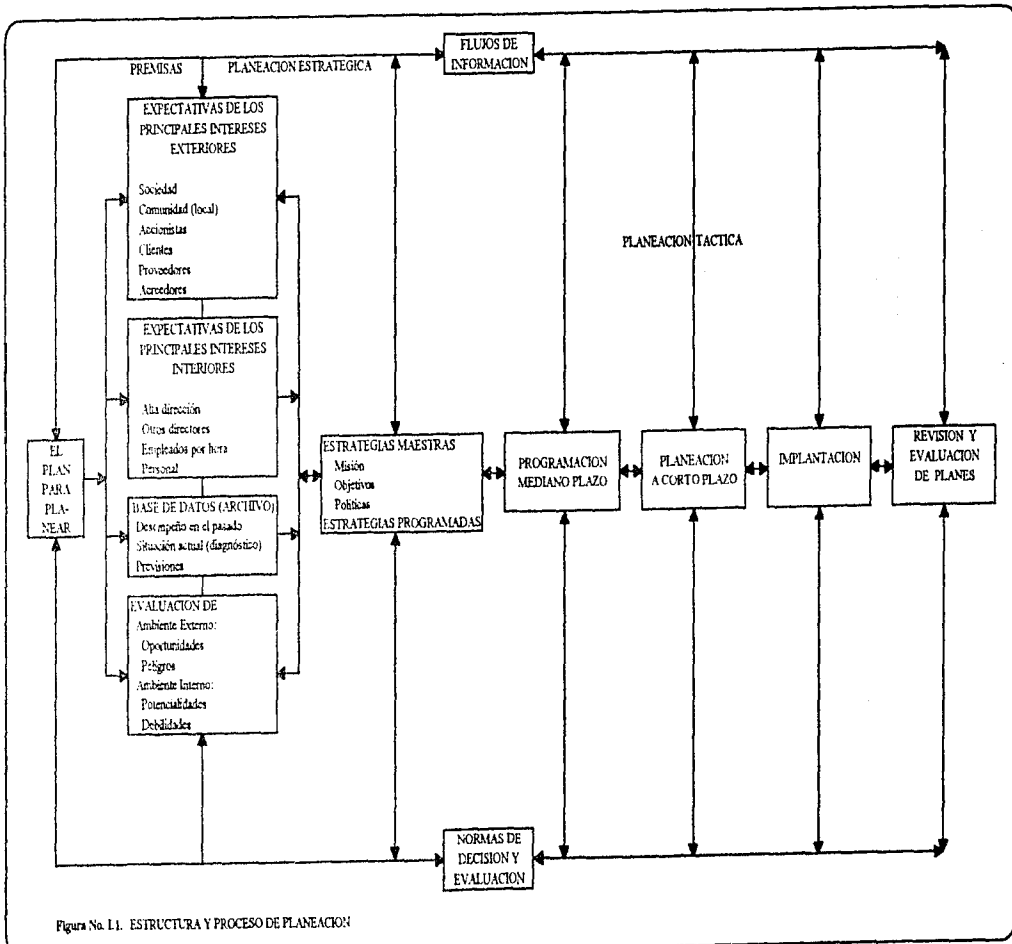 FLUJOS DE
INFORMACION
PREMISAS
PLANEACION ESTRATEGICA
EXPECTATIVAS DE LOS
PRINCIPALES INTERESES
EXTERIORES
Sociedad
Comunidad (local)
Accionistas
Clientes
Proveedores
Acreedores
PLANEACION TACTICA
EXPECTATIVAS DE LOS
PRINCIPALES INTERESES
INTERIORES
Alta dirección
Otros directores
Empleados por hora
Personal
EL
PLAN
PARA
PLA-
NEAR
BASE DE DATOS (ARCHIVO)
Desempeño en el pasado
Situación actual (diagnóstico)
Previsiones
EVALUACION DE
Ambiente Externo:
Oportunidades
Peligros
Ambiente Interno:
Potencialidades
Debilidades
ESTRATEGIAS MAESTRAS
Misión
Objetivos
Políticas
ESTRATEGIAS PROGRAMADAS
PROGRAMACION
MEDIANO PLAZO
PLANEACION
A CORTO PLAZO
IMPLANTACION
REVISION Y
EVALUACION
DE PLANES
NORMAS DE
DECISION Y
EVALUACION
Figura No. I.1. ESTRUCTURA Y PROCESO DE PLANEACION